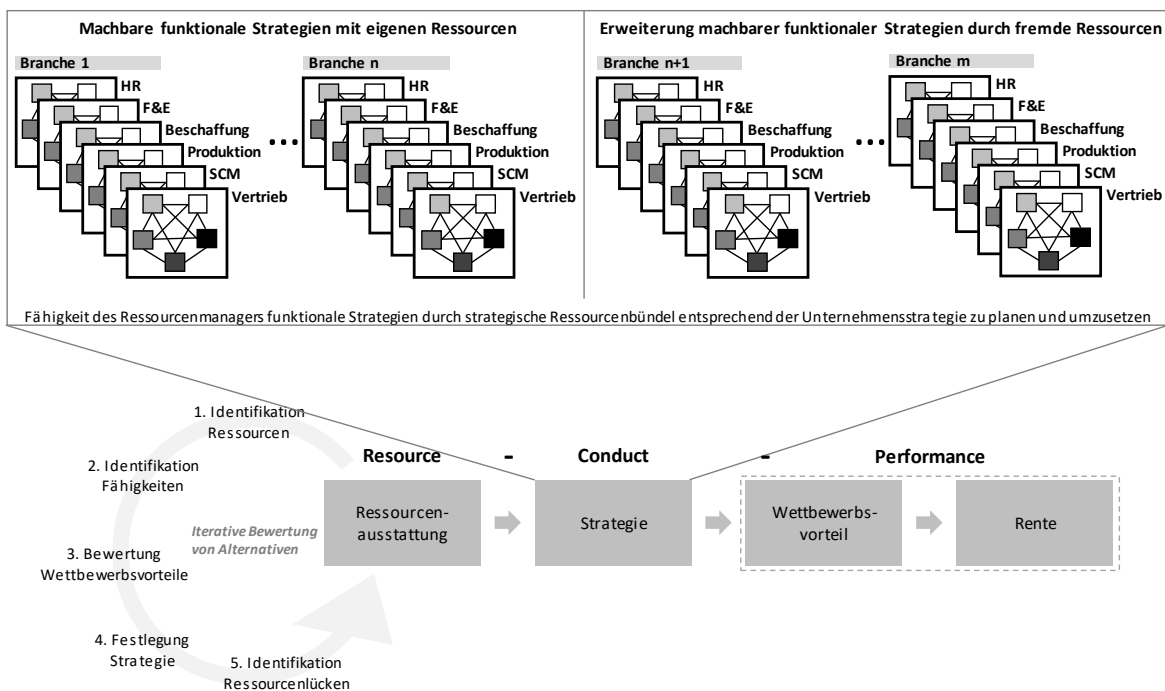 Machbare funktionale Strategien mit eigenen Ressourcen
Erweiterung machbarer funktionaler Strategien durch fremde Ressourcen
Branche 1
HR
F&E
Beschaffung
Produktion
SCM
Vertrieb
...
Branche n
HR
F&E
Beschaffung
Produktion
SCM
Vertrieb
Branche n+1
HR
F&E
Beschaffung
Produktion
SCM
Vertrieb
...
Branche m
HR
F&E
Beschaffung
Produktion
SCM
Vertrieb
Fähigkeit des Ressourcenmanagers funktionale Strategien durch strategische Ressourcenbündel entsprechend der Unternehmensstrategie zu planen und umzusetzen
1. Identifikation
Ressourcen
2. Identifikation
Fähigkeiten
Iterative Bewertung
von Alternativen
3. Bewertung
Wettbewerbsvorteile
4. Festlegung
Strategie
5. Identifikation
Ressourcenlücken
Resource - Conduct - Performance
Ressourcen-
ausstattung
Strategie
Wettbewerbs-
vorteil
Rente